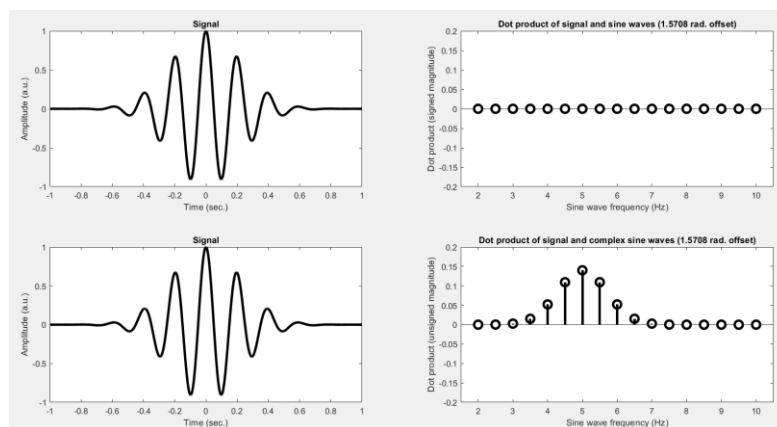 Signal
Amplitude (a.u.)
1
0.5
0
-0.5
-1
-1 -0.8 -0.6 -0.4 -0.2 0 0.2 0.4 0.6 0.8 1
Time (sec.)
Dot product of signal and sine waves (1.5708 rad. offset)
Dot product (signed magnitude)
0.2
0.15
0.1
0.05
0
-0.05
-0.1
-0.15
-0.2
2 3 4 5 6 7 8 9 10
Sine wave frequency (Hz)
Signal
Amplitude (a.u.)
1
0.5
0
-0.5
-1
-1 -0.8 -0.6 -0.4 -0.2 0 0.2 0.4 0.6 0.8 1
Time (sec.)
Dot product of signal and complex sine waves (1.5708 rad. offset)
Dot product (unsigned magnitude)
0.2
0.15
0.1
0.05
0
-0.05
-0.1
-0.15
-0.2
2 3 4 5 6 7 8 9 10
Sine wave frequency (Hz)